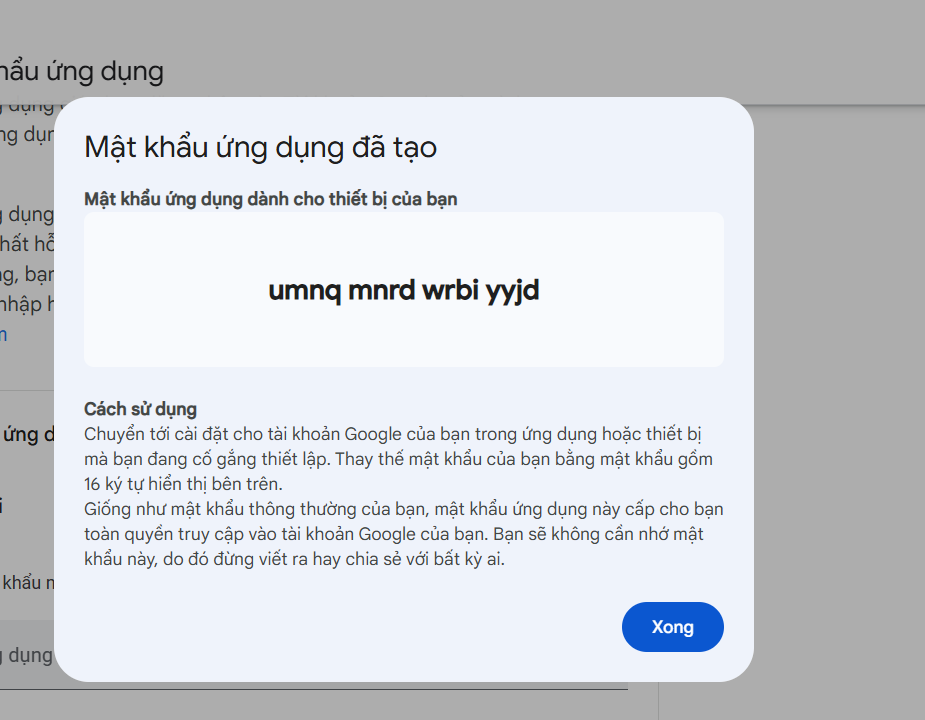 khẩu ứng dụng
Mật khẩu ứng dụng đã tạo
Mật khẩu ứng dụng dành cho thiết bị của bạn
umnq mnrd wrbi yyjd
Cách sử dụng
Chuyển tới cài đặt cho tài khoản Google của bạn trong ứng dụng hoặc thiết bị
mà bạn đang cố gắng thiết lập. Thay thế mật khẩu của bạn bằng mật khẩu gồm
16 ký tự hiển thị bên trên.
Giống như mật khẩu thông thường của bạn, mật khẩu ứng dụng này cấp cho bạn
toàn quyền truy cập vào tài khoản Google của bạn. Bạn sẽ không cần nhớ mật
khẩu này, do đó đừng viết ra hay chia sẻ với bất kỳ ai.
ứng
khẩu
dụng
Xong